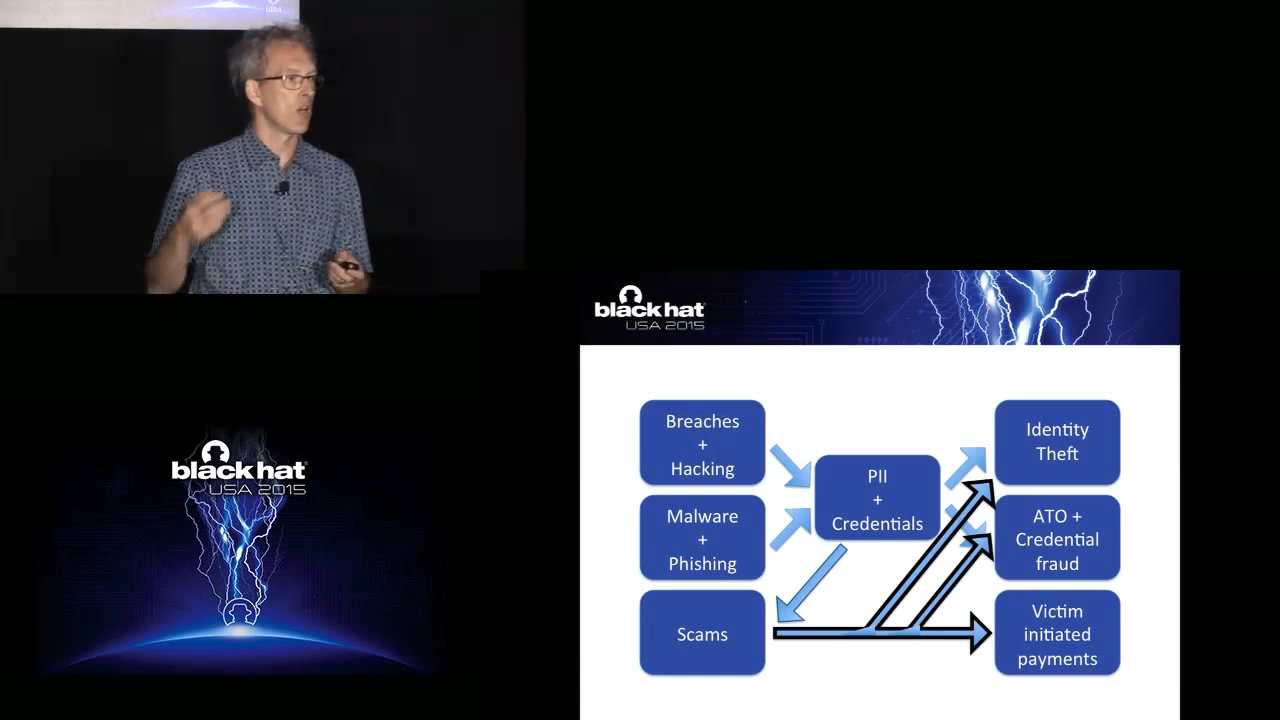 UBM
black hat
USA 2015
Breaches
+
Hacking
Malware
+
Phishing
Scams
PII
+
Credentials
Identity
Theft
ATO +
Credential
fraud
Victim
initiated
payments
black hat
USA 2015